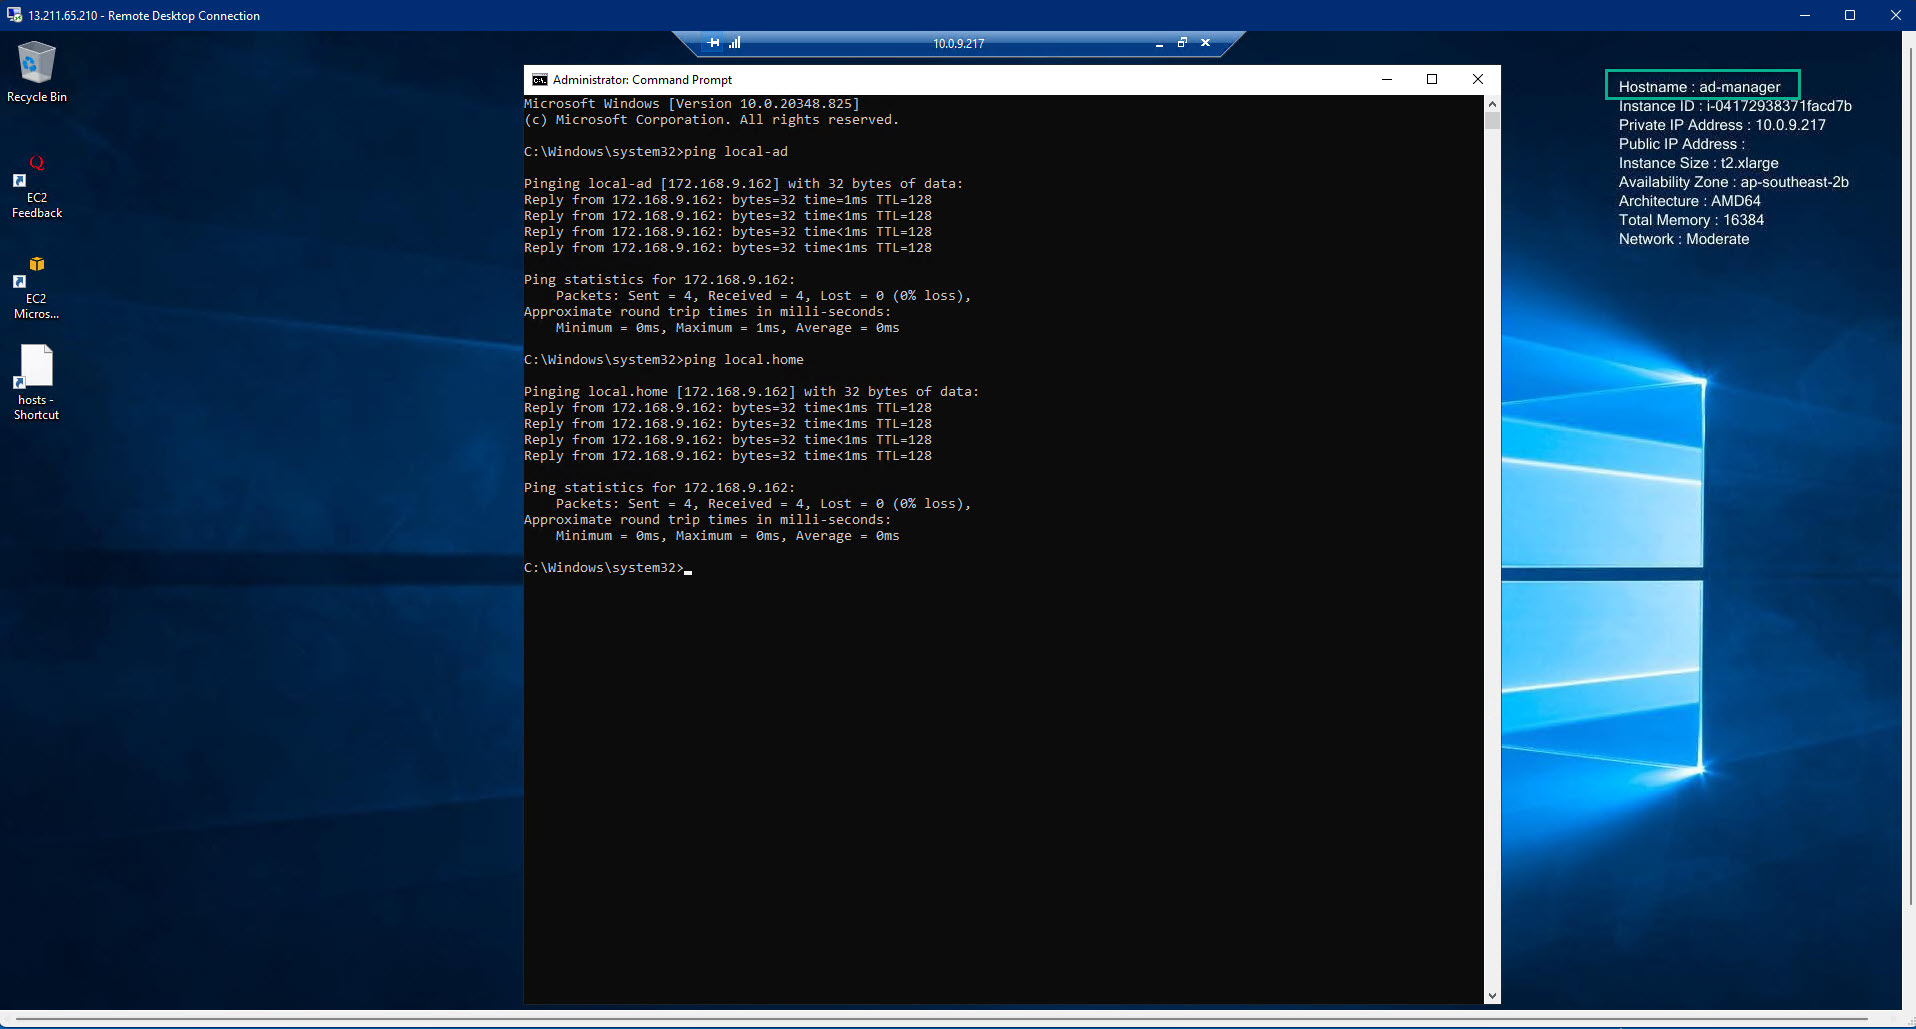 13.211.65.210 - Remote Desktop Connection
10.0.9.217
Recycle Bin
EC2
Feedback
EC2
Micros...
hosts -
Shortcut
Administrator: Command Prompt
Microsoft Windows [Version 10.0.20348.825]
(c) Microsoft Corporation. All rights reserved.
C:\Windows\system32>ping local-ad
Pinging local-ad [172.168.9.162] with 32 bytes of data:
Reply from 172.168.9.162: bytes=32 time=1ms TTL=128
Reply from 172.168.9.162: bytes=32 time<1ms TTL=128
Reply from 172.168.9.162: bytes=32 time<1ms TTL=128
Reply from 172.168.9.162: bytes=32 time<1ms TTL=128
Ping statistics for 172.168.9.162:
Packets: Sent = 4, Received = 4, Lost = 0 (0% loss),
Approximate round trip times in milli-seconds:
Minimum = 0ms, Maximum = 1ms, Average = 0ms
C:\Windows\system32>ping local.home
Pinging local.home [172.168.9.162] with 32 bytes of data:
Reply from 172.168.9.162: bytes=32 time<1ms TTL=128
Reply from 172.168.9.162: bytes=32 time<1ms TTL=128
Reply from 172.168.9.162: bytes=32 time<1ms TTL=128
Reply from 172.168.9.162: bytes=32 time<1ms TTL=128
Ping statistics for 172.168.9.162:
Packets: Sent = 4, Received = 4, Lost = 0 (0% loss),
Approximate round trip times in milli-seconds:
Minimum = 0ms, Maximum = 0ms, Average = 0ms
C:\Windows\system32>
Hostname : ad-manager
Instance ID : i-04172938371facd7b
Private IP Address : 10.0.9.217
Public IP Address :
Instance Size : t2.xlarge
Availability Zone : ap-southeast-2b
Architecture : AMD64
Total Memory : 16384
Network : Moderate